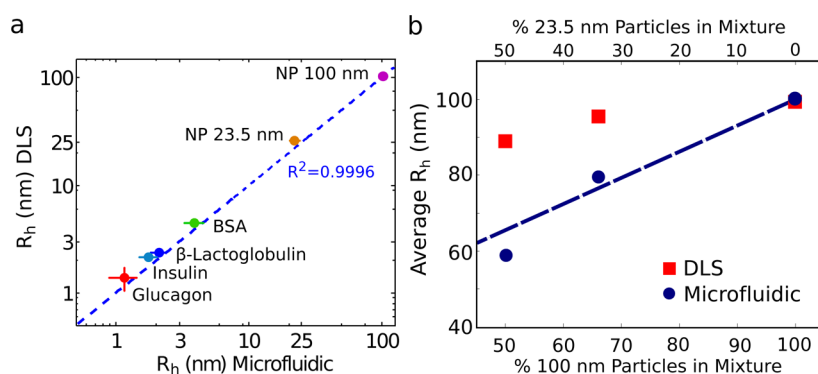 a
R_h (nm) DLS
100
25
10
3
1
NP 100 nm
NP 23.5 nm
R²=0.9996
BSA
β-Lactoglobulin
Insulin
Glucagon
1 3 10 25 100
R_h (nm) Microfluidic
b
% 23.5 nm Particles in Mixture
50 40 30 20 10 0
Average R_h (nm)
100
80
60
40
DLS
Microfluidic
50 60 70 80 90 100
% 100 nm Particles in Mixture